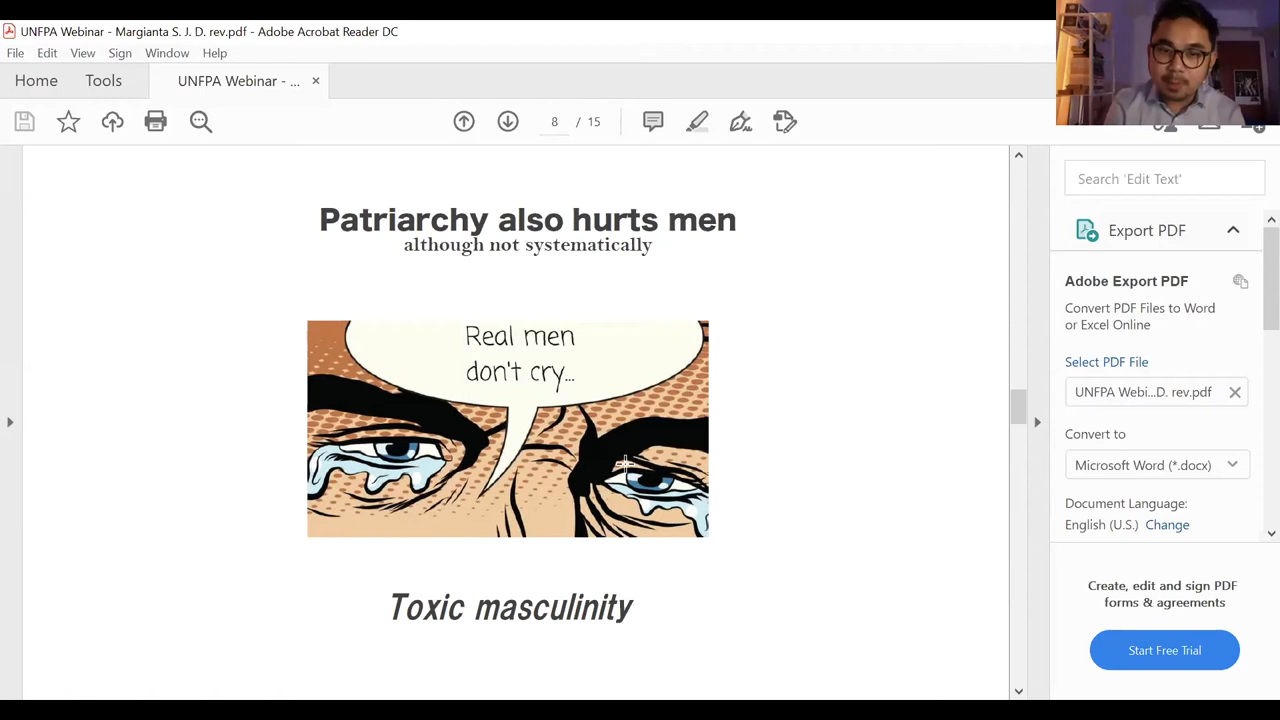 UNFPA Webinar - Margianta S. J. D. rev.pdf - Adobe Acrobat Reader DC
File Edit View Sign Window Help
Home Tools UNFPA Webinar - ... ×
8 / 15
Patriarchy also hurts men
although not systematically
Real men
don't cry...
Toxic masculinity
Search 'Edit Text'
Export PDF
Adobe Export PDF
Convert PDF Files to Word
or Excel Online
Select PDF File
UNFPA Webi...D. rev.pdf
Convert to
Microsoft Word (*.docx)
Document Language:
English (U.S.) Change
Create, edit and sign PDF
forms & agreements
Start Free Trial